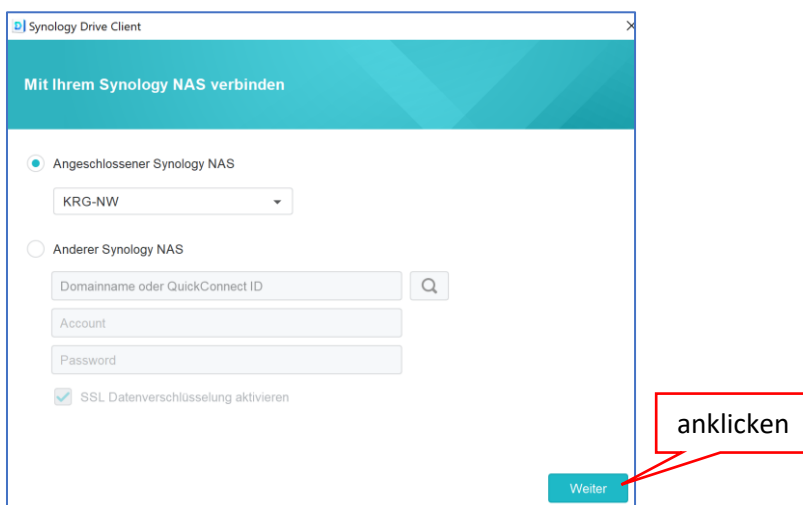 Synology Drive Client
Mit Ihrem Synology NAS verbinden
Angeschlossener Synology NAS
KRG-NW
Anderer Synology NAS
Domainname oder QuickConnect ID
Account
Password
SSL Datenverschlüsselung aktivieren
anklicken
Weiter